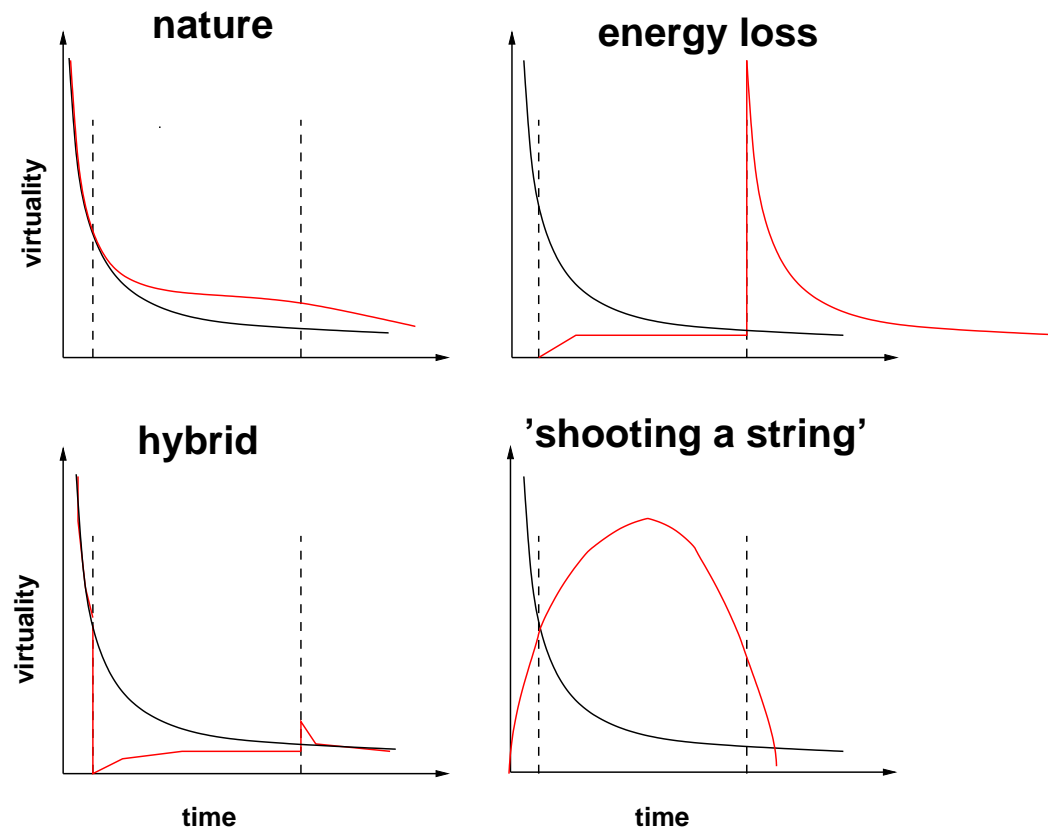 nature
energy loss
virtuality
hybrid
’shooting a string’
virtuality
time
time